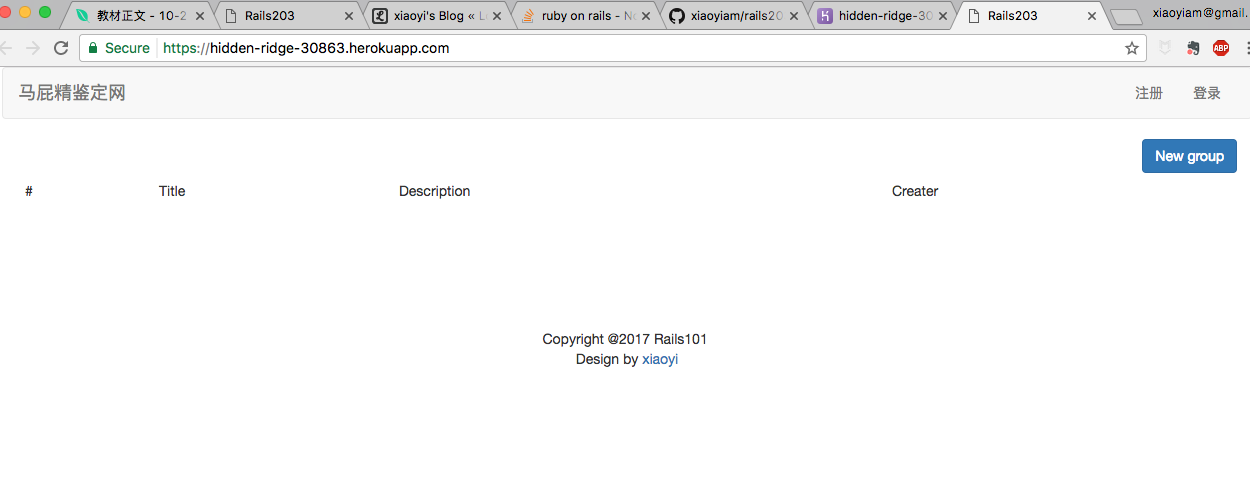 教材正文 - 10-2
Rails203
xiaoyi's Blog « L
ruby on rails - N
xiaoyiam/rails20
hidden-ridge-30
Rails203
xiaoyiam@gmail.
Secure
https://hidden-ridge-30863.herokuapp.com
ABP
马屁精鉴定网
注册
登录
New group
# Title Description Creater
Copyright @2017 Rails101
Design by xiaoyi